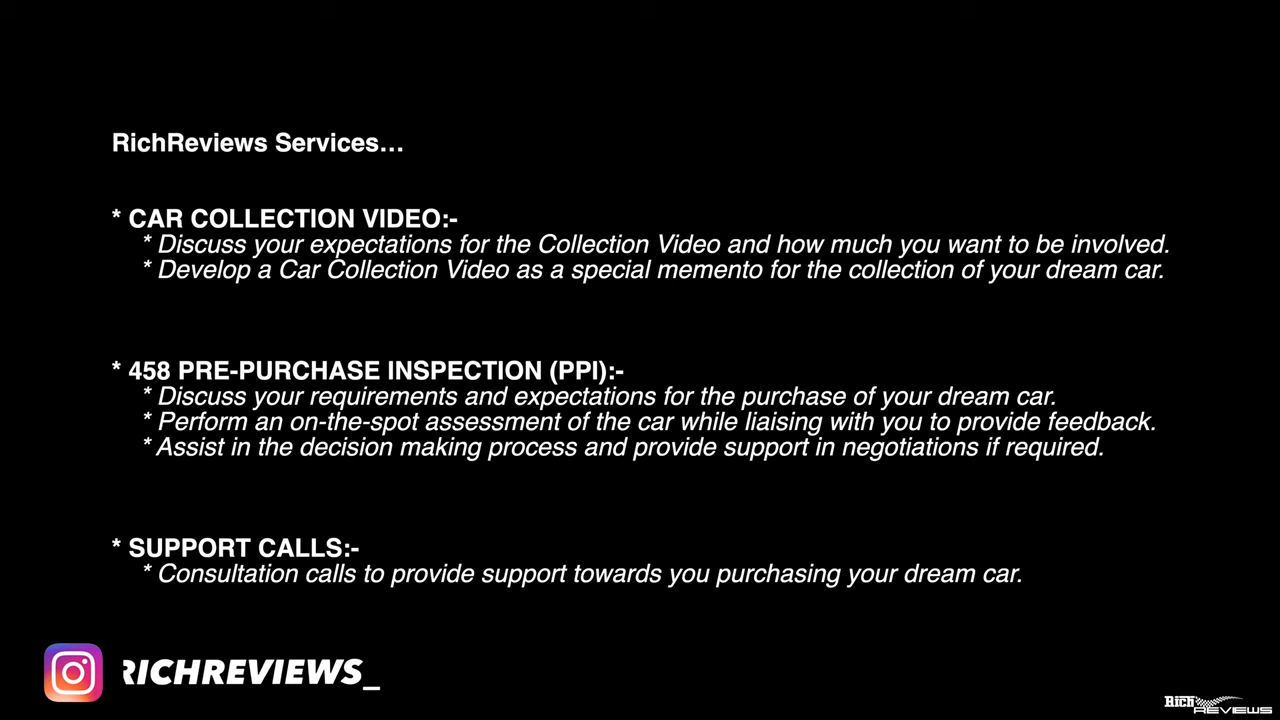 RichReviews Services...
* CAR COLLECTION VIDEO:-
* Discuss your expectations for the Collection Video and how much you want to be involved.
* Develop a Car Collection Video as a special memento for the collection of your dream car.
* 458 PRE-PURCHASE INSPECTION (PPI):-
* Discuss your requirements and expectations for the purchase of your dream car.
* Perform an on-the-spot assessment of the car while liaising with you to provide feedback.
* Assist in the decision making process and provide support in negotiations if required.
* SUPPORT CALLS:-
* Consultation calls to provide support towards you purchasing your dream car.
RICHREVIEWS_
Rich
REVIEWS